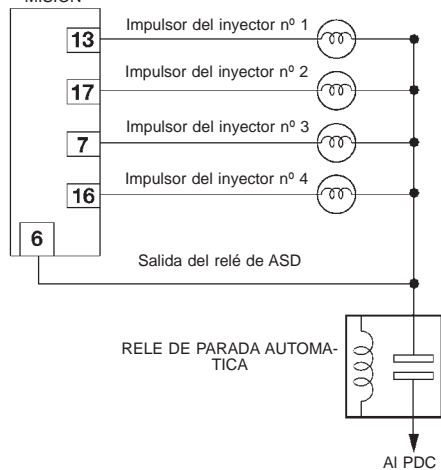 MISION
13
Impulsor del inyector nº 1
17
Impulsor del inyector nº 2
7
Impulsor del inyector nº 3
16
Impulsor del inyector nº 4
6
Salida del relé de ASD
RELE DE PARADA AUTOMA-
TICA
Al PDC